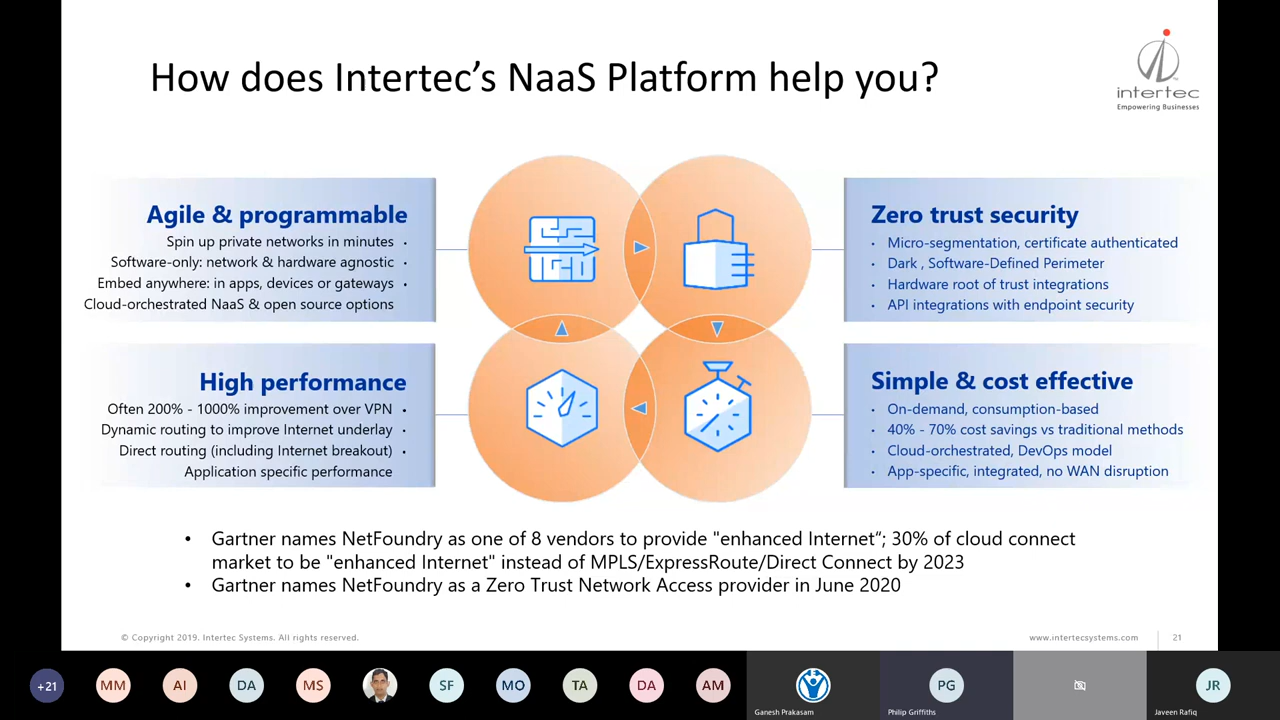 How does Intertec's NaaS Platform help you?
intertec
Empowering Businesses
Agile & programmable
Spin up private networks in minutes •
Software-only: network & hardware agnostic •
Embed anywhere: in apps, devices or gateways •
Cloud-orchestrated NaaS & open source options
Zero trust security
• Micro-segmentation, certificate authenticated
• Dark , Software-Defined Perimeter
• Hardware root of trust integrations
• API integrations with endpoint security
High performance
Often 200% - 1000% improvement over VPN •
Dynamic routing to improve Internet underlay •
Direct routing (including Internet breakout) •
Application specific performance
Simple & cost effective
• On-demand, consumption-based
• 40% - 70% cost savings vs traditional methods
• Cloud-orchestrated, DevOps model
• App-specific, integrated, no WAN disruption
• Gartner names NetFoundry as one of 8 vendors to provide "enhanced Internet“; 30% of cloud connect
market to be "enhanced Internet" instead of MPLS/ExpressRoute/Direct Connect by 2023
• Gartner names NetFoundry as a Zero Trust Network Access provider in June 2020
© Copyright 2019. Intertec Systems. All rights reserved.
www.intertecsystems.com
21
+21
MM
AI
DA
MS
SF
MO
TA
DA
AM
Ganesh Prakasam
PG
Philip Griffiths
JR
Javeen Rafiq